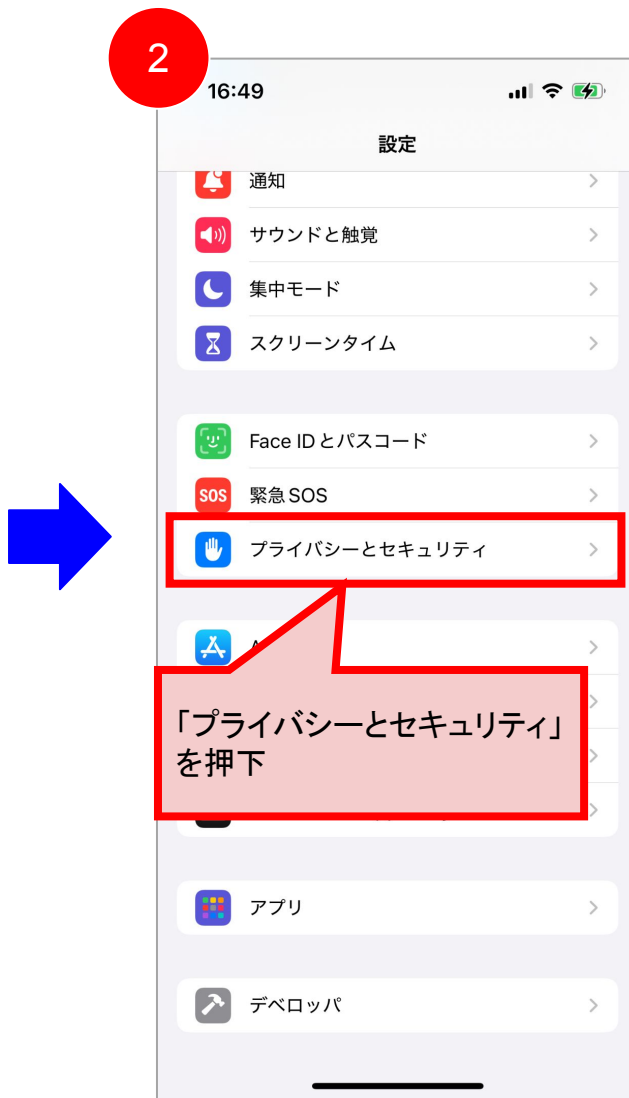 2
16:49
設定
通知
サウンドと触覚
集中モード
スクリーンタイム
Face IDとパスコード
SOS 緊急SOS
プライバシーとセキュリティ
「プライバシーとセキュリティ」
を押下
アプリ
デベロッパ